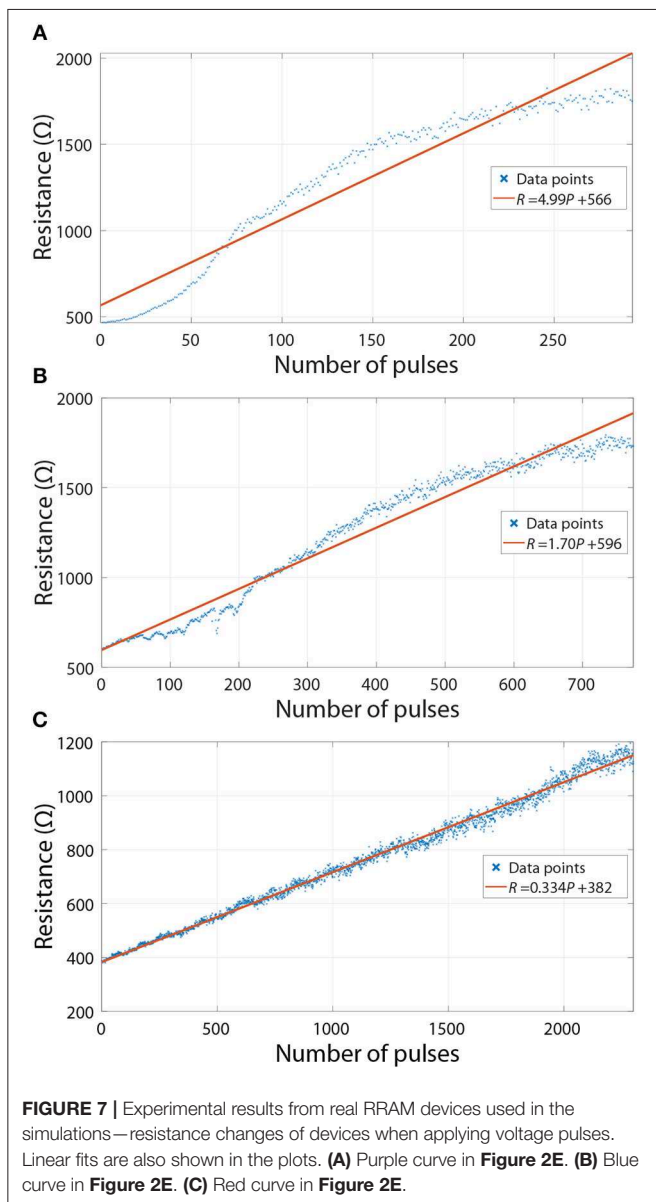 A
Resistance (Ω)
2000
1500
1000
500
Data points
R=4.99P+566
0 50 100 150 200 250
Number of pulses
B
Resistance (Ω)
2000
1500
1000
500
Data points
R=1.70P+596
0 100 200 300 400 500 600 700
Number of pulses
C
Resistance (Ω)
1200
1000
800
600
400
200
Data points
R=0.334P+382
0 500 1000 1500 2000
Number of pulses
FIGURE 7 | Experimental results from real RRAM devices used in the
simulations—resistance changes of devices when applying voltage pulses.
Linear fits are also shown in the plots. (A) Purple curve in Figure 2E. (B) Blue
curve in Figure 2E. (C) Red curve in Figure 2E.